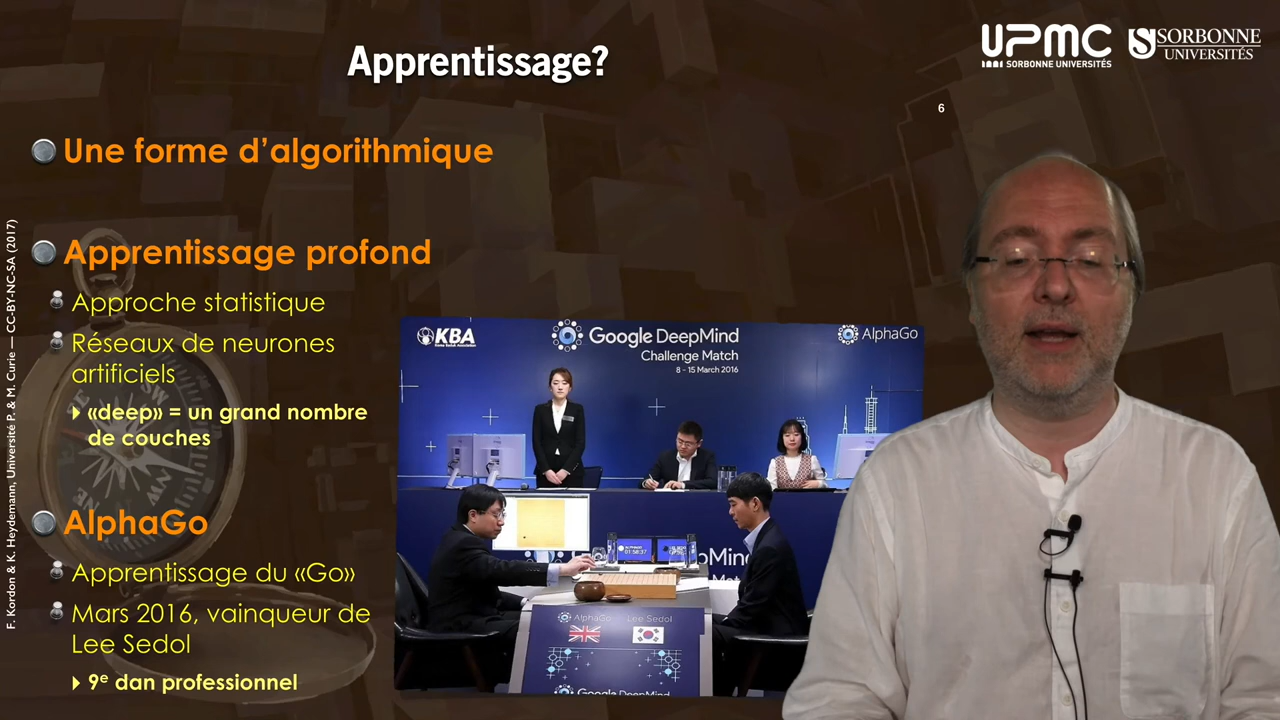 Apprentissage?
UPMC
SORBONNE UNIVERSITÉS
SORBONNE
UNIVERSITÉS
6
Une forme d’algorithmique
Apprentissage profond
Approche statistique
Réseaux de neurones
artificiels
«deep» = un grand nombre
de couches
AlphaGo
Apprentissage du «Go»
Mars 2016, vainqueur de
Lee Sedol
9e dan professionnel
F. Kordon & K. Heydemann, Université P. & M. Curie — CC-BY-NC-SA (2017)
KBA
Google DeepMind
Challenge Match
8 - 15 March 2016
AlphaGo
AlphaGo
Lee Sedol
Google DeepMind